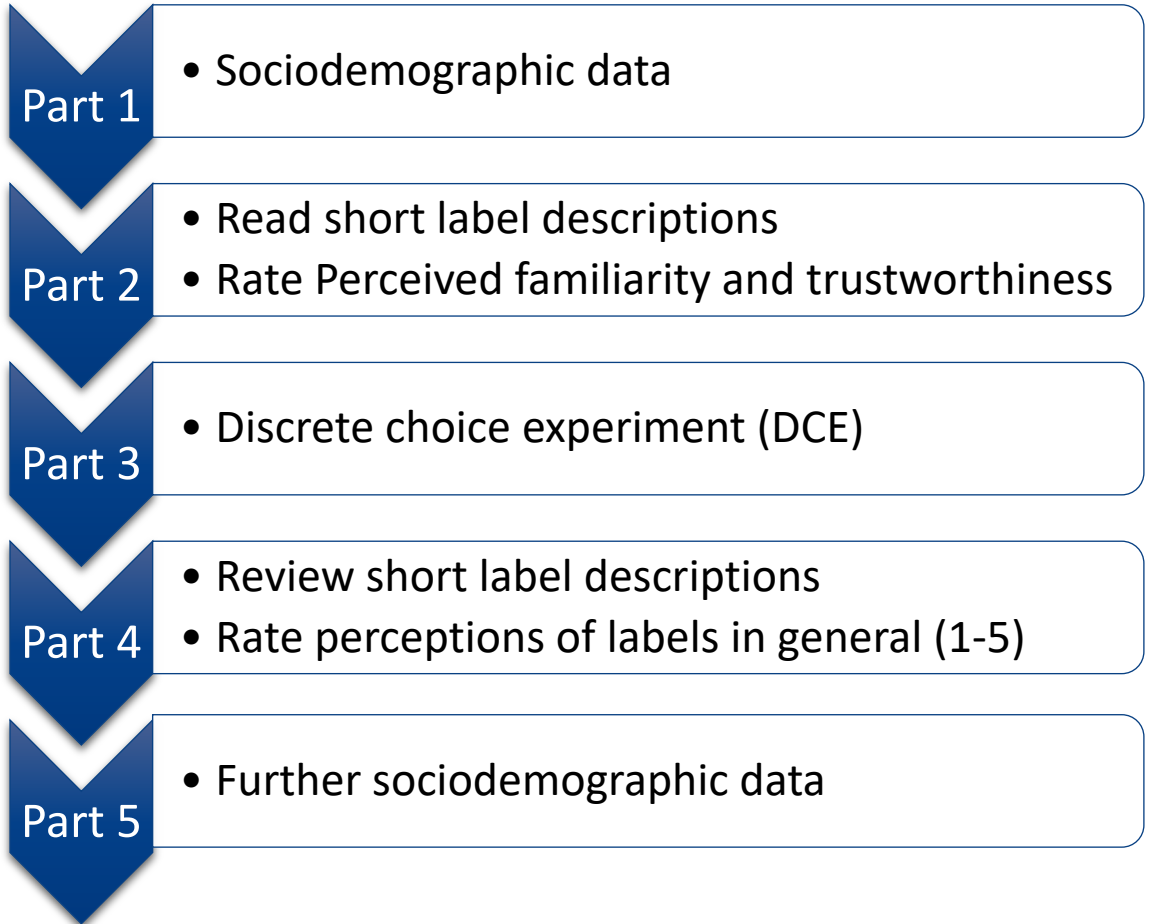 Part 1
• Sociodemographic data
Part 2
• Read short label descriptions
• Rate Perceived familiarity and trustworthiness
Part 3
• Discrete choice experiment (DCE)
Part 4
• Review short label descriptions
• Rate perceptions of labels in general (1-5)
Part 5
• Further sociodemographic data